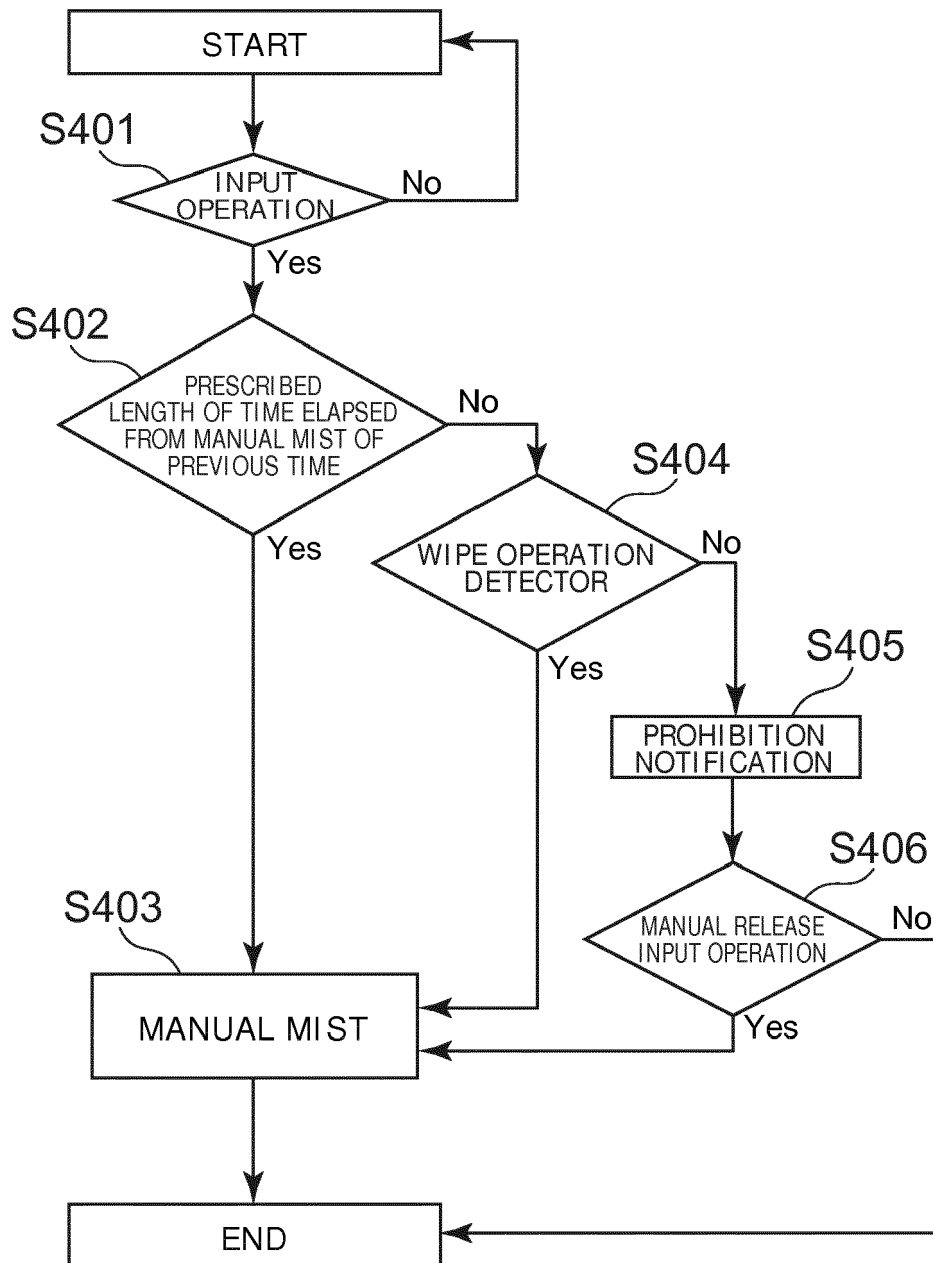 START
S401
INPUT
OPERATION
No
Yes
S402
PRESCRIBED
LENGTH OF TIME ELAPSED
FROM MANUAL MIST OF
PREVIOUS TIME
No
Yes
S404
WIPE OPERATION
DETECTOR
No
Yes
S405
PROHIBITION
NOTIFICATION
S406
MANUAL RELEASE
INPUT OPERATION
No
Yes
S403
MANUAL MIST
END